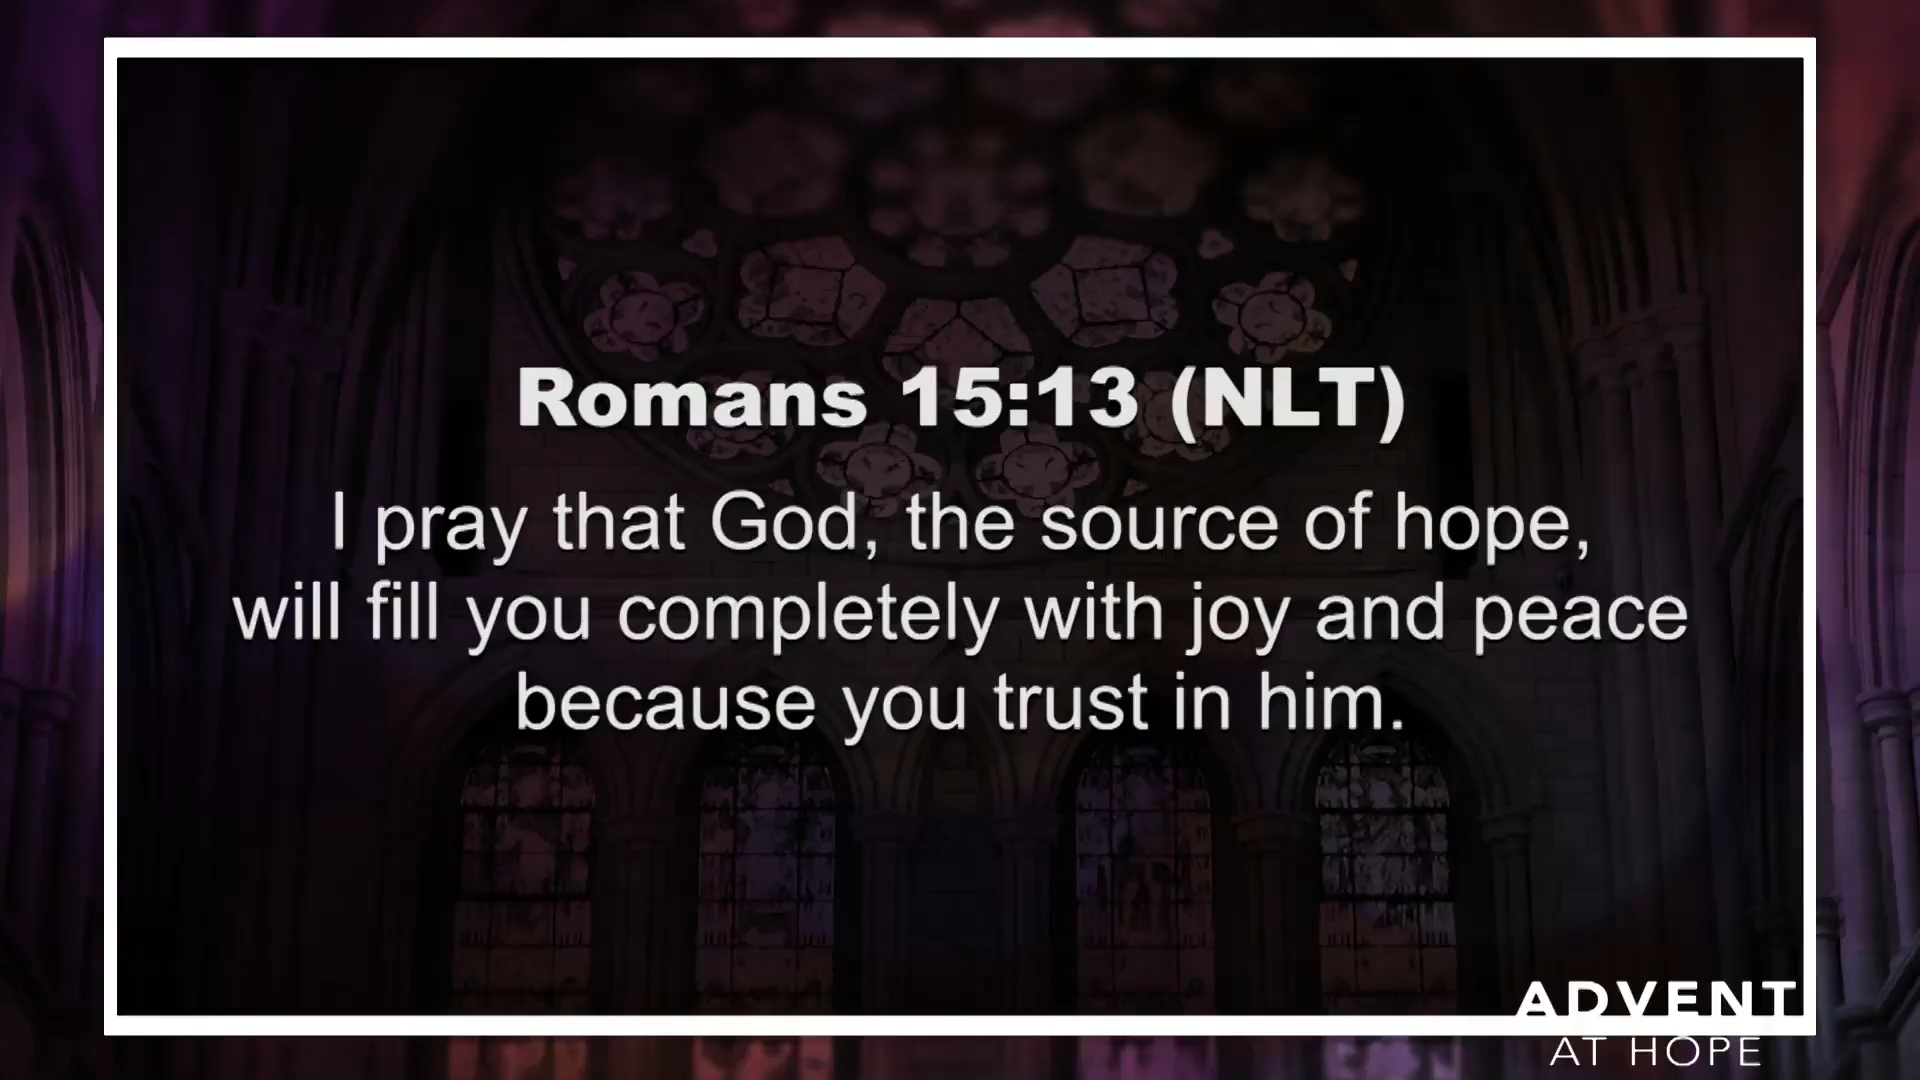 Romans 15:13 (NLT)
I pray that God, the source of hope,
will fill you completely with joy and peace
because you trust in him.
ADVENT
AT HOPE